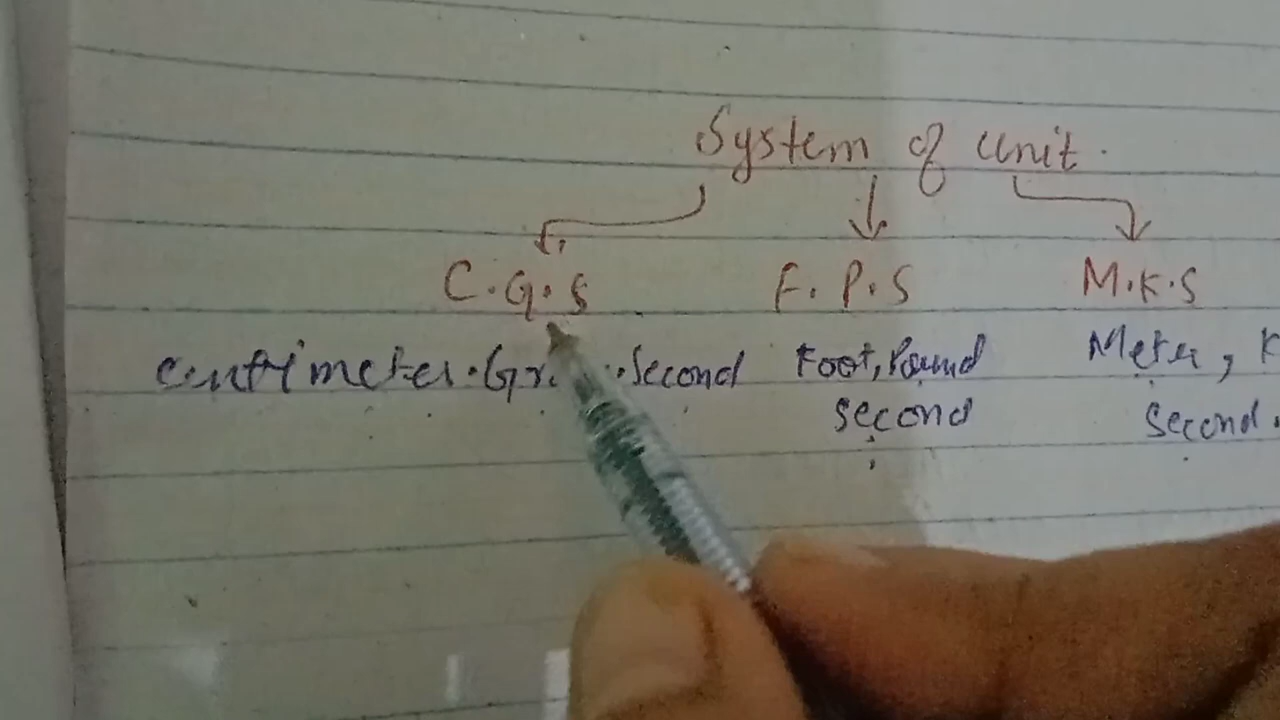 System of unit.
C.G.S F.P.S M.K.S
centimeter. Second Foot, Pound Meter,
second Second.